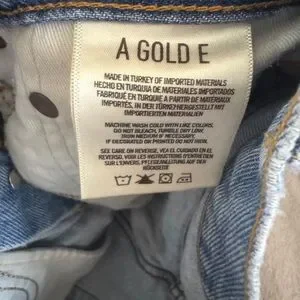 A GOLD E
MADE IN TURKEY OF IMPORTED MATERIALS
HECHO EN TURQUIA DE MATERIALES IMPORTADOS
FABRIQUÉ EN TURQUIE A PARTIR DE MATERIAUX
IMPORTÉS, IN DER TÜRKEI HERGESTELLT MIT
IMPORTIERTEN MATERIALIEN
MACHINE WASH COLD WITH LIKE COLORS,
DO NOT BLEACH, TUMBLE DRY LOW,
IRON MEDIUM IF NECESSARY.
IF DECORATED OR PRINTED DO NOT IRON.
SEE CARE ON REVERSE, VEA EL CUIDADO EN EL
REVERSO, VOIR LES INSTRUCTIONS D'ENTRETIEN
SUR L'ENVERS, PFLEGEANLEITUNG AUF DER
RÜCKSEITE